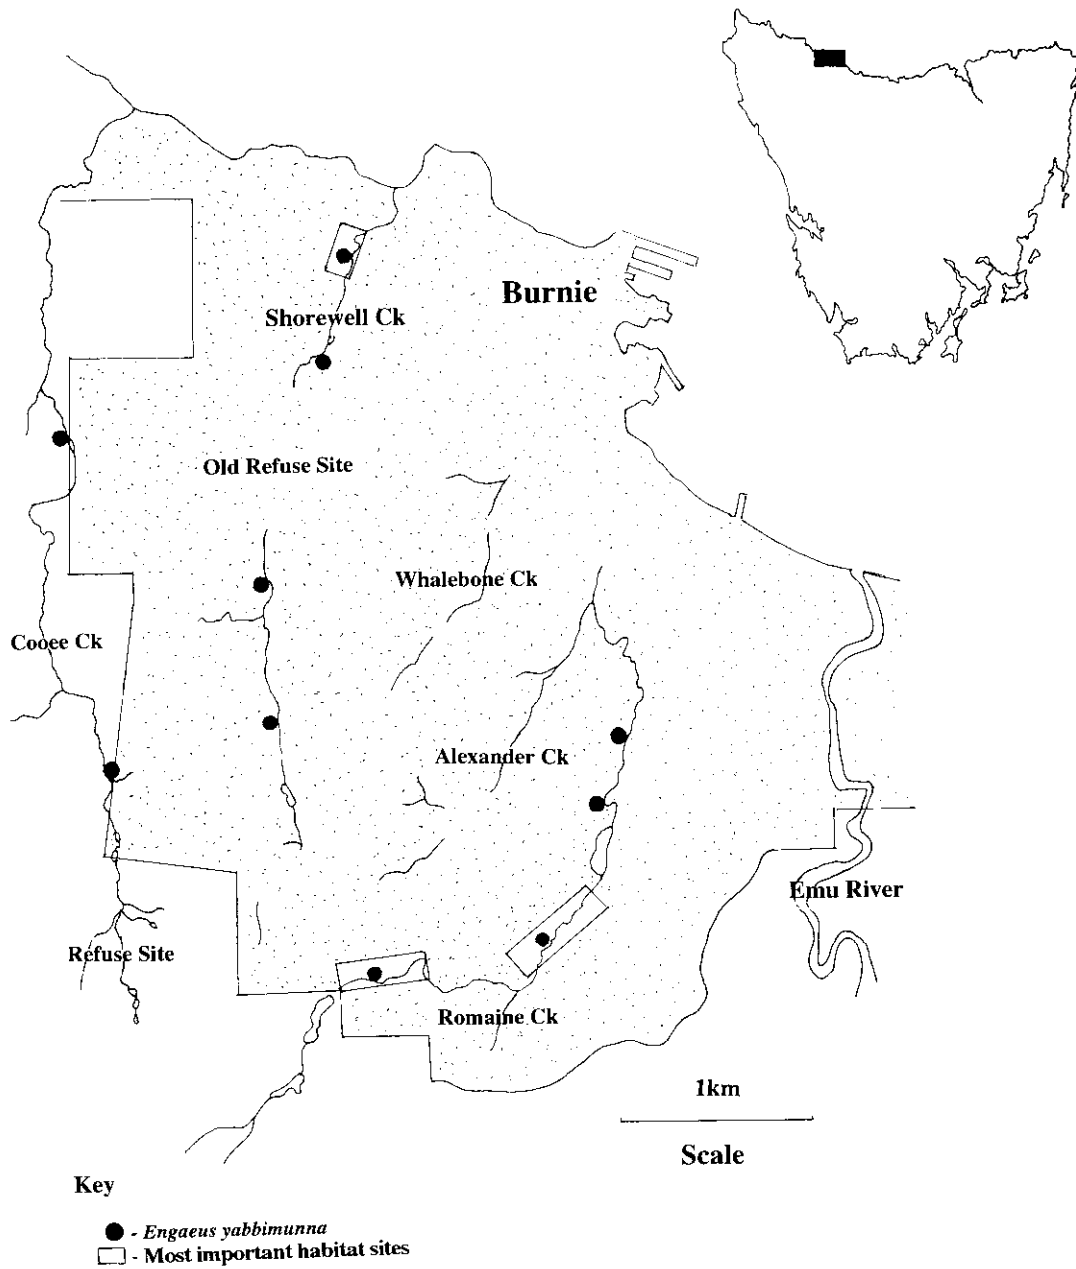 Burnie
Shorewell Ck
Old Refuse Site
Whalebone Ck
Cooee Ck
Alexander Ck
Emu River
Refuse Site
Romaine Ck
1km
Scale
Key
- Engaeus yabbimunna
- Most important habitat sites